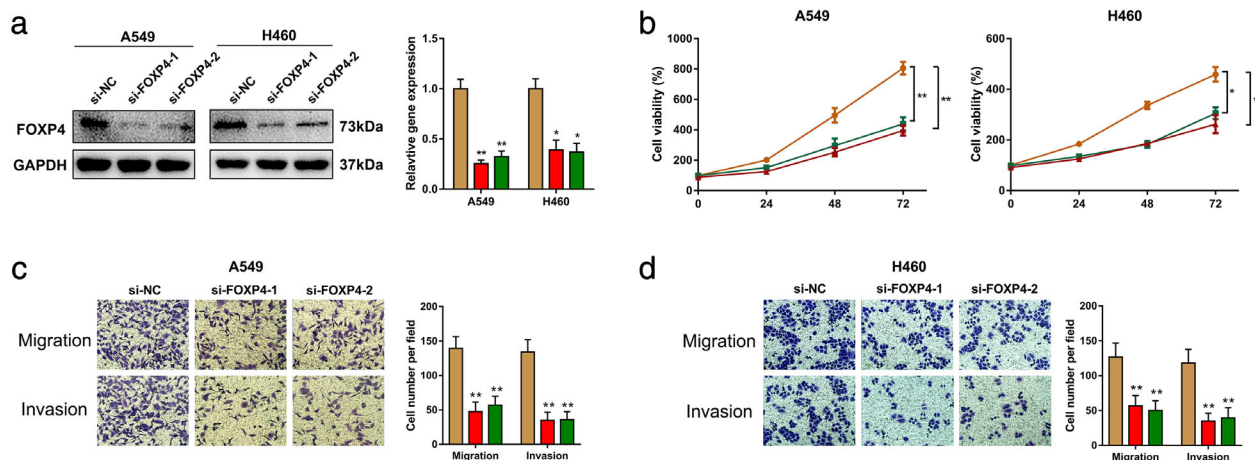 a
A549
H460
si-NC
si-FOXP4-1
si-FOXP4-2
si-NC
si-FOXP4-1
si-FOXP4-2
FOXP4
73kDa
GAPDH
37kDa
Relavtive gene expression
1.5
1.0
0.5
0.0
** **
* *
A549
H460
b
A549
Cell viability (%)
1000
800
600
400
200
0
0 24 48 72
**
**
H460
Cell viability (%)
600
400
200
0
0 24 48 72
*
*
c
A549
si-NC
si-FOXP4-1
si-FOXP4-2
Migration
Invasion
Cell number per field
200
150
100
50
0
** **
** **
Migration
Invasion
d
H460
si-NC
si-FOXP4-1
si-FOXP4-2
Migration
Invasion
Cell number per field
200
150
100
50
0
** **
** **
Migration
Invasion